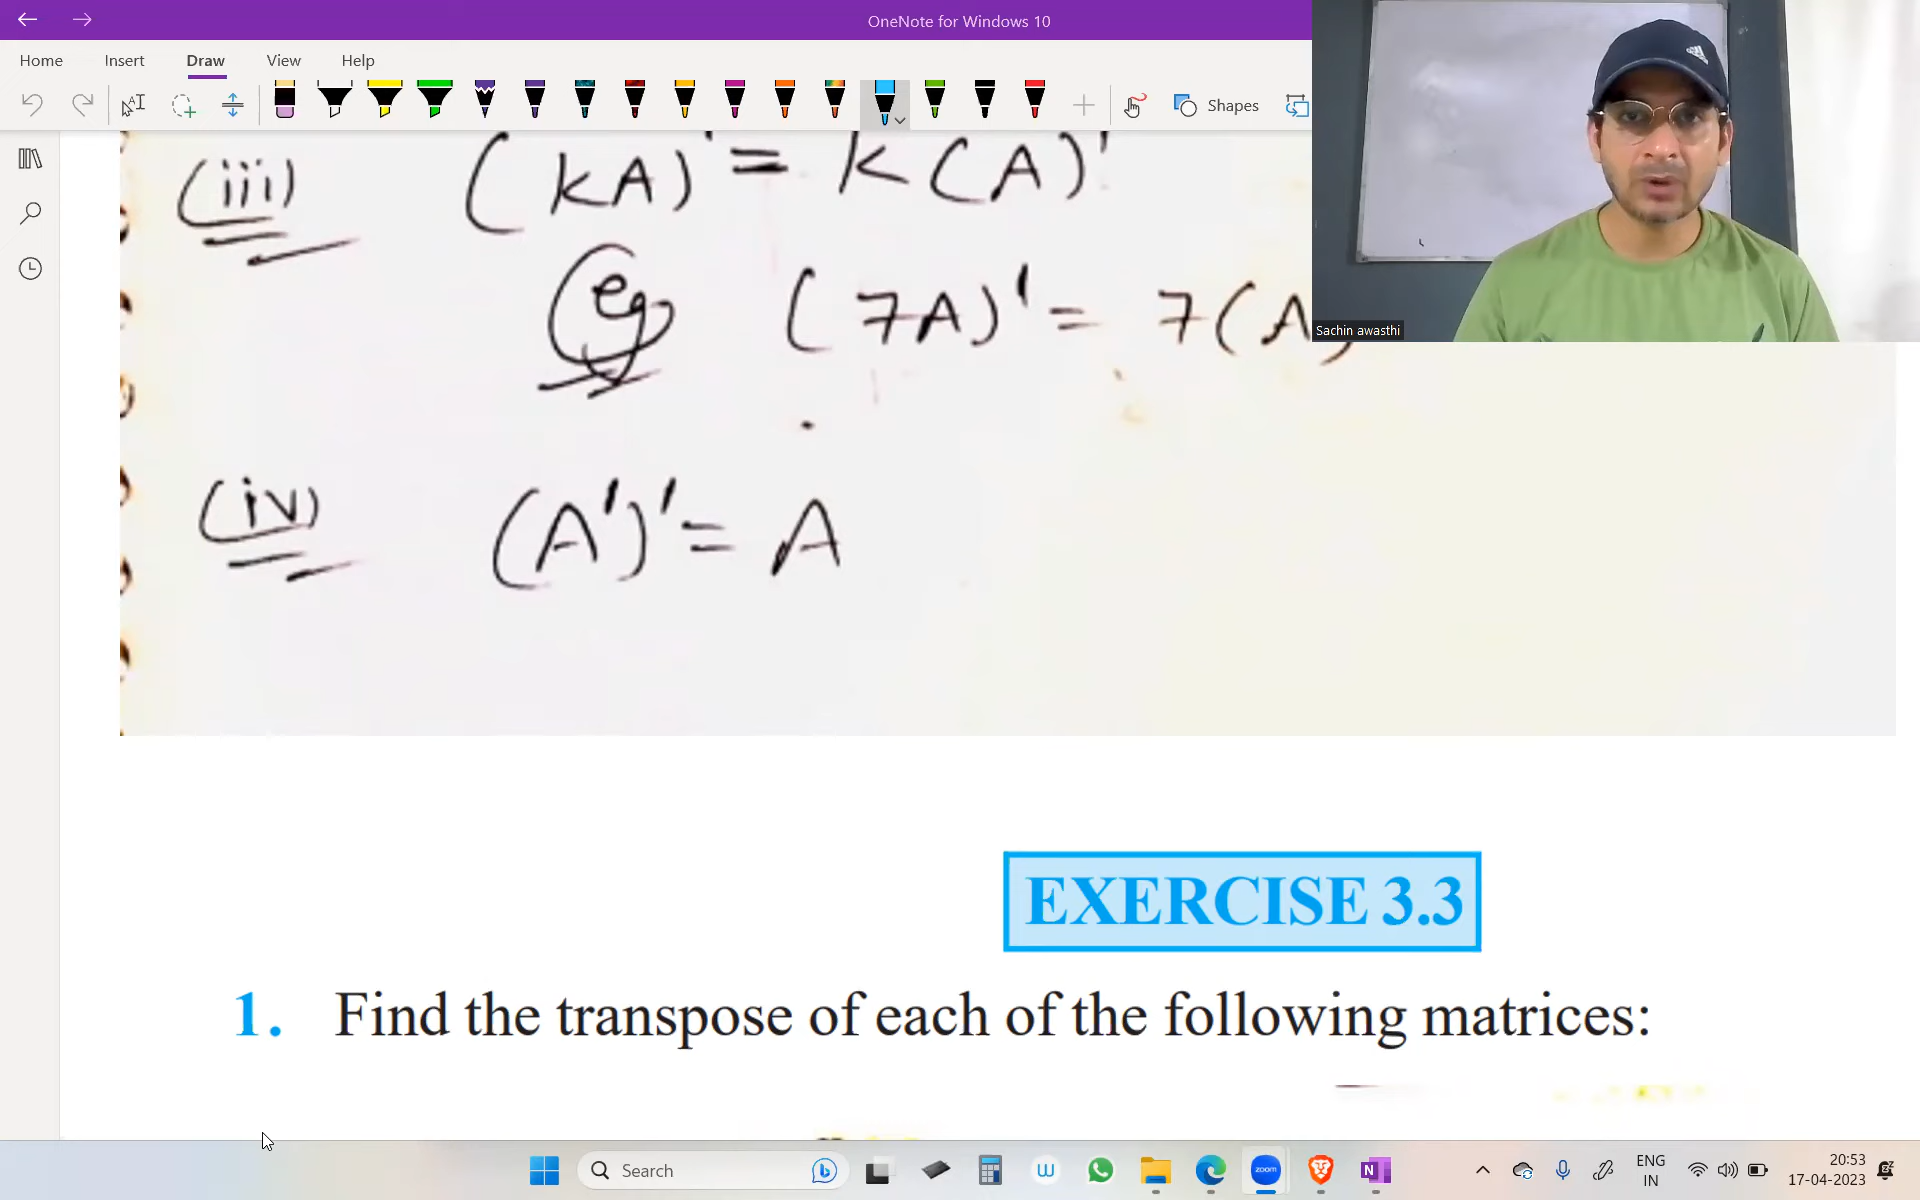 OneNote for Windows 10
Home Insert Draw View Help
Shapes
(iii) (kA)' = k(A)'
eg (7A)' = 7(A)
Sachin awasthi
(iv) (A')' = A
EXERCISE 3.3
1. Find the transpose of each of the following matrices:
Search
zoom
ENG
IN
20:53
17-04-2023